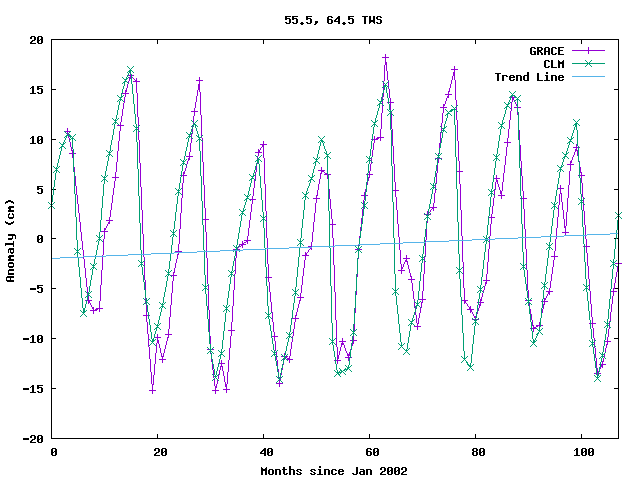 55.5, 64.5 TWS
GRACE
CLM
Trend Line
20
15
10
5
0
-5
-10
-15
-20
Anomaly (cm)
0 20 40 60 80 100
Months since Jan 2002